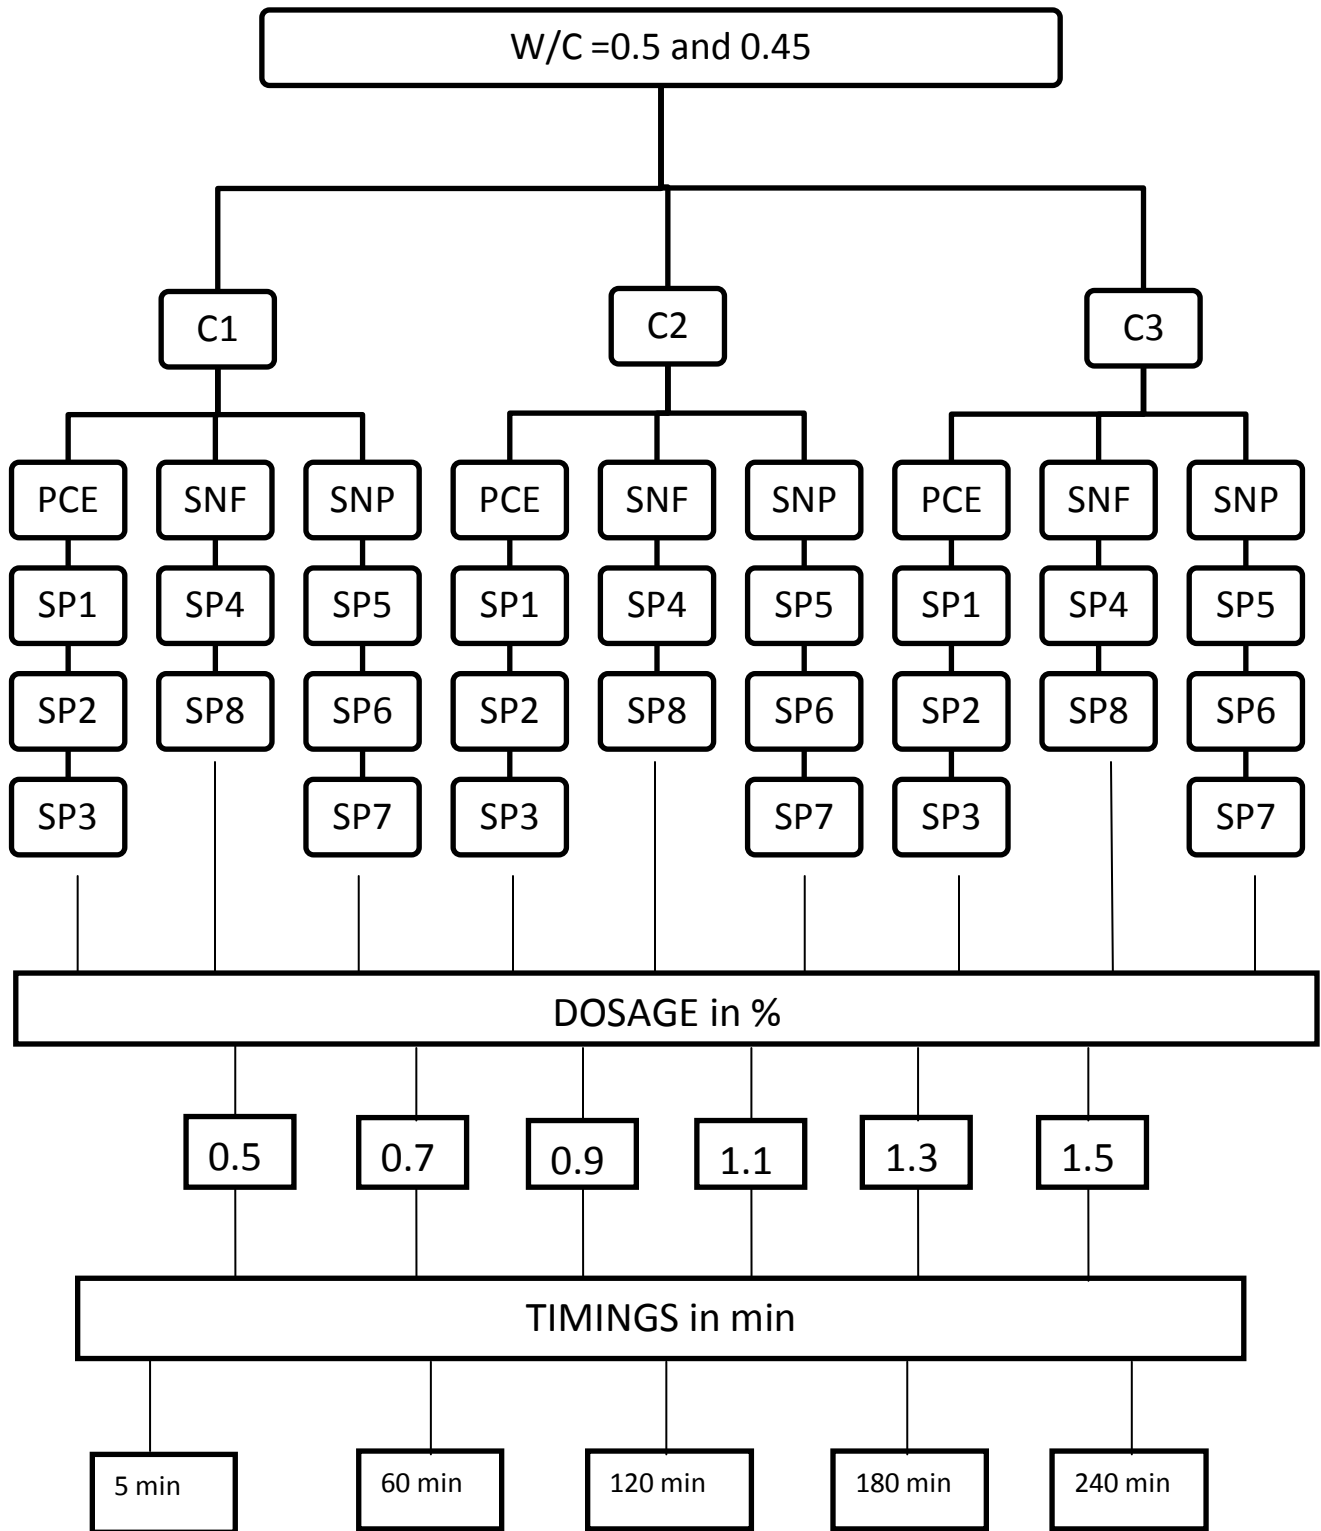 W/C =0.5 and 0.45
C1 C2 C3
PCE SNF SNP PCE SNF SNP PCE SNF SNP
SP1 SP4 SP5 SP1 SP4 SP5 SP1 SP4 SP5
SP2 SP8 SP6 SP2 SP8 SP6 SP2 SP8 SP6
SP3 SP7 SP3 SP7 SP3 SP7
DOSAGE in %
0.5 0.7 0.9 1.1 1.3 1.5
TIMINGS in min
5 min 60 min 120 min 180 min 240 min